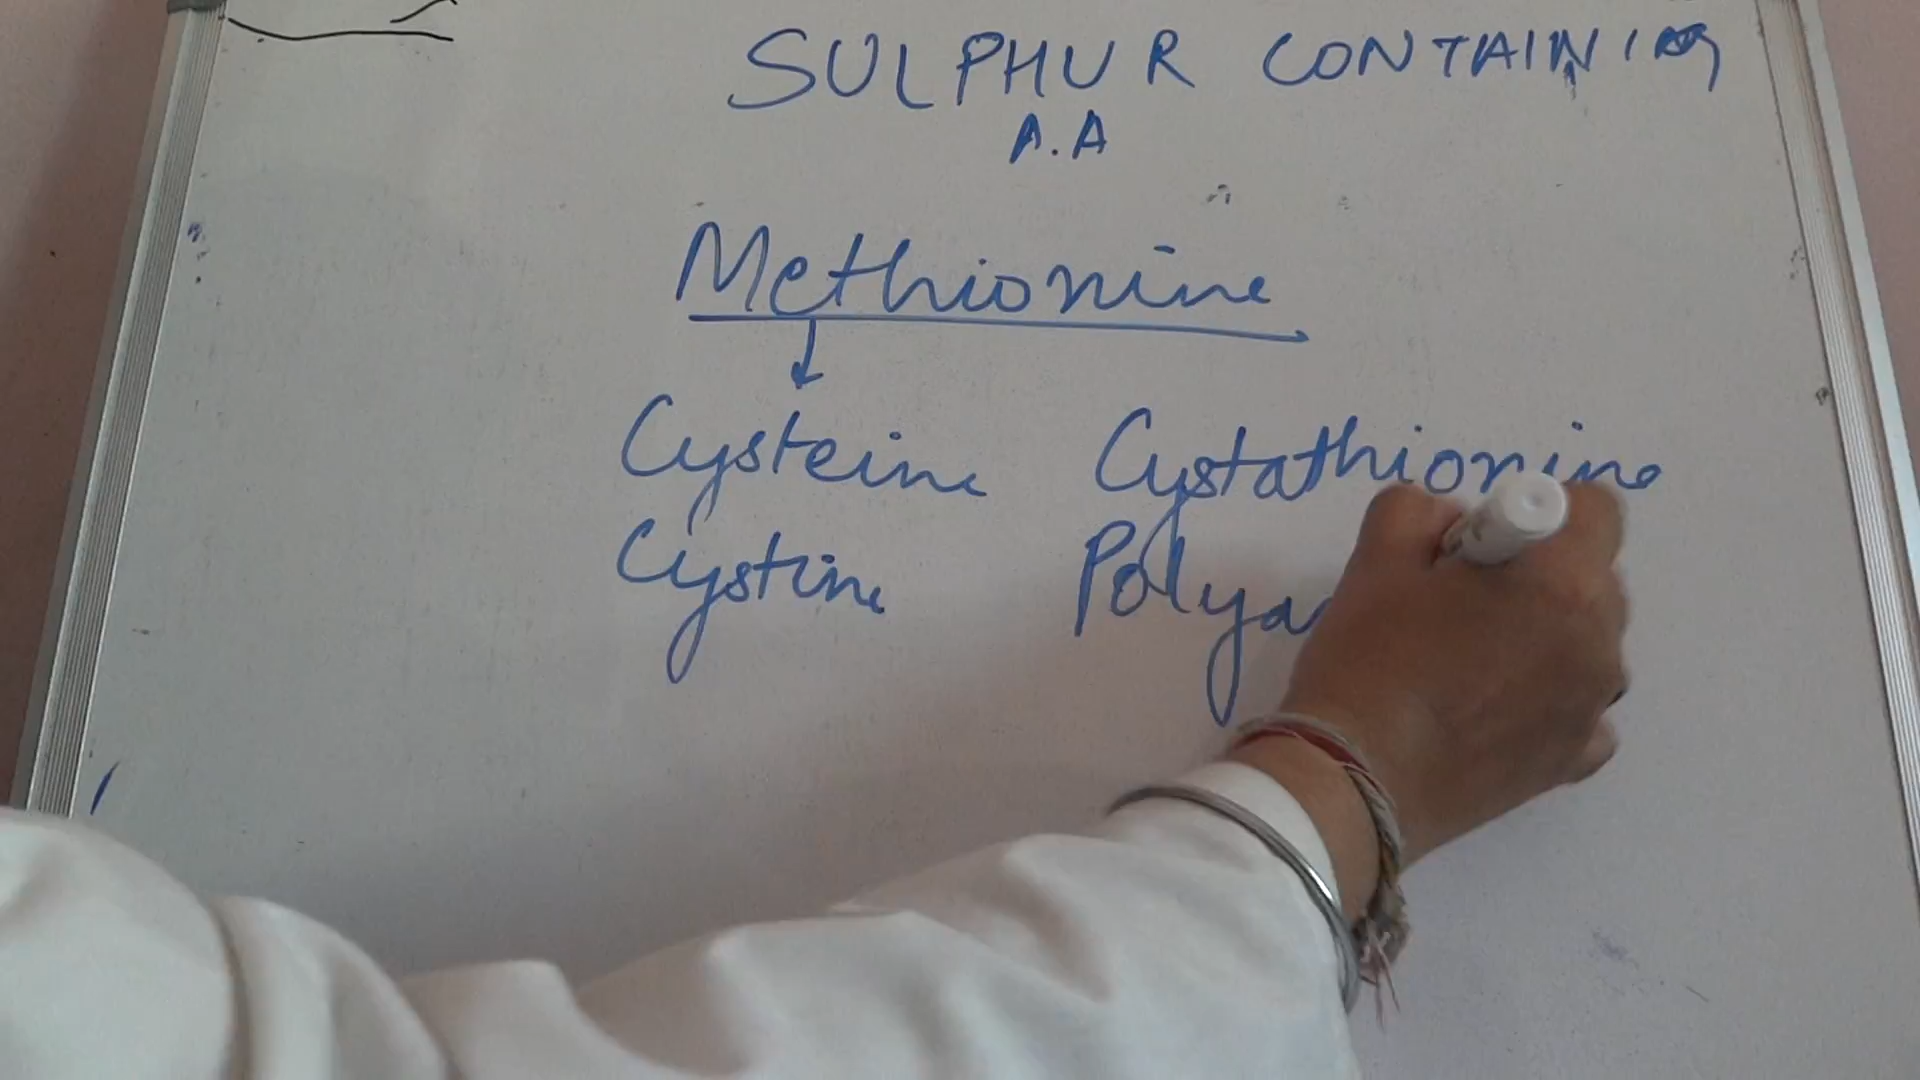 SULPHUR CONTAINING
A.A
Methionine
Cysteine Cystathionine
Cystine